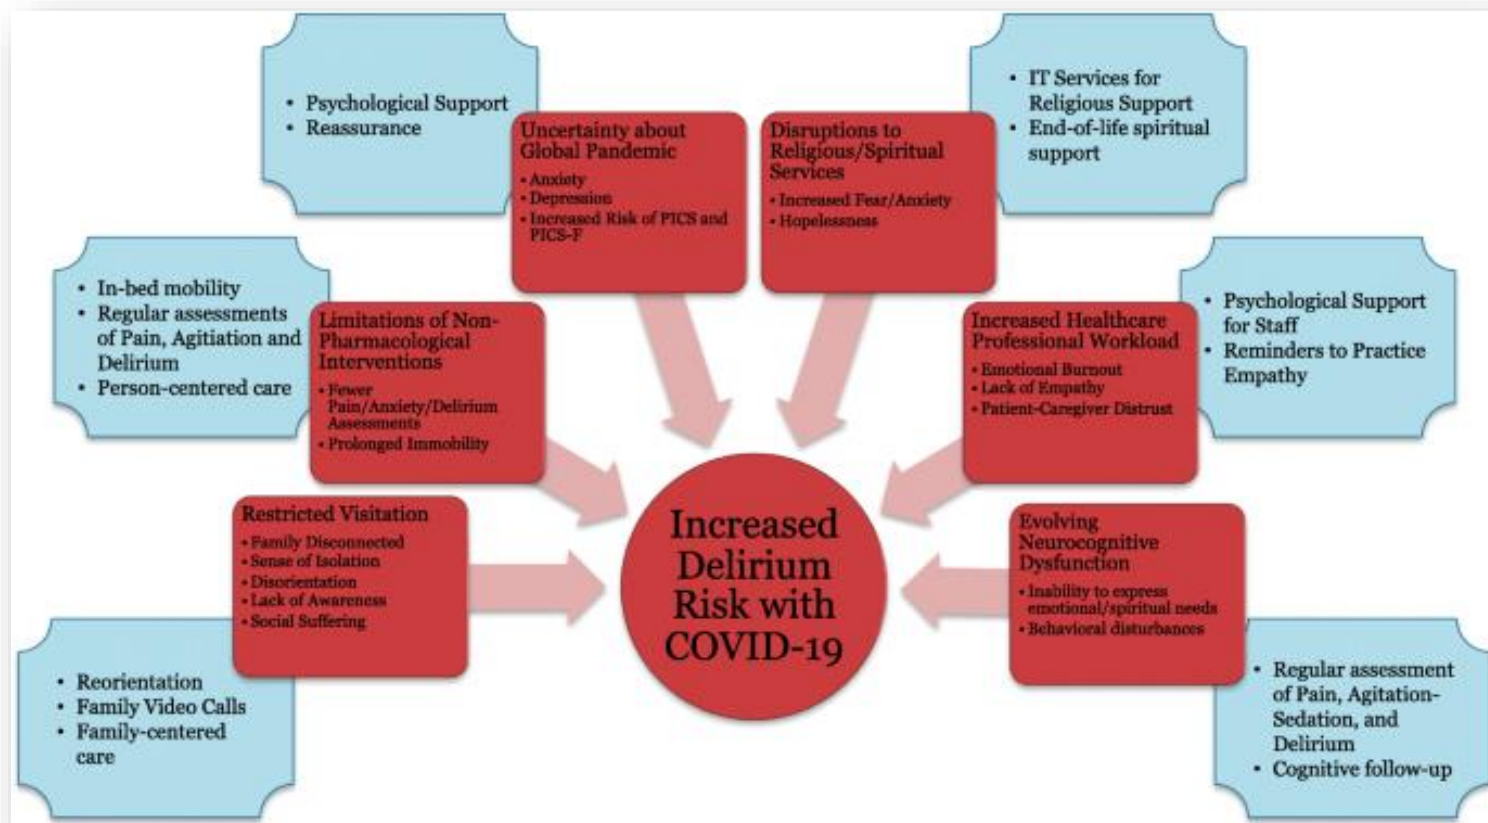 • Psychological Support
• Reassurance
Uncertainty about
Global Pandemic
• Anxiety
• Depression
• Increased Risk of PICS and
PICS-F
Disruptions to
Religious/Spiritual
Services
• Increased Fear/Anxiety
• Hopelessness
• IT Services for
Religious Support
• End-of-life spiritual
support
• In-bed mobility
• Regular assessments
of Pain, Agitiation and
Delirium
• Person-centered care
Limitations of Non-
Pharmacological
Interventions
• Fewer
Pain/Anxiety/Delirium
Assessments
• Prolonged Immobility
Increased Healthcare
Professional Workload
• Emotional Burnout
• Lack of Empathy
• Patient-Caregiver Distrust
• Psychological Support
for Staff
• Reminders to Practice
Empathy
Restricted Visitation
• Family Disconnected
• Sense of Isolation
• Disorientation
• Lack of Awareness
• Social Suffering
• Reorientation
• Family Video Calls
• Family-centered
care
Increased
Delirium
Risk with
COVID-19
Evolving
Neurocognitive
Dysfunction
• Inability to express
emotional/spiritual needs
• Behavioral disturbances
• Regular assessment
of Pain, Agitation-
Sedation, and
Delirium
• Cognitive follow-up